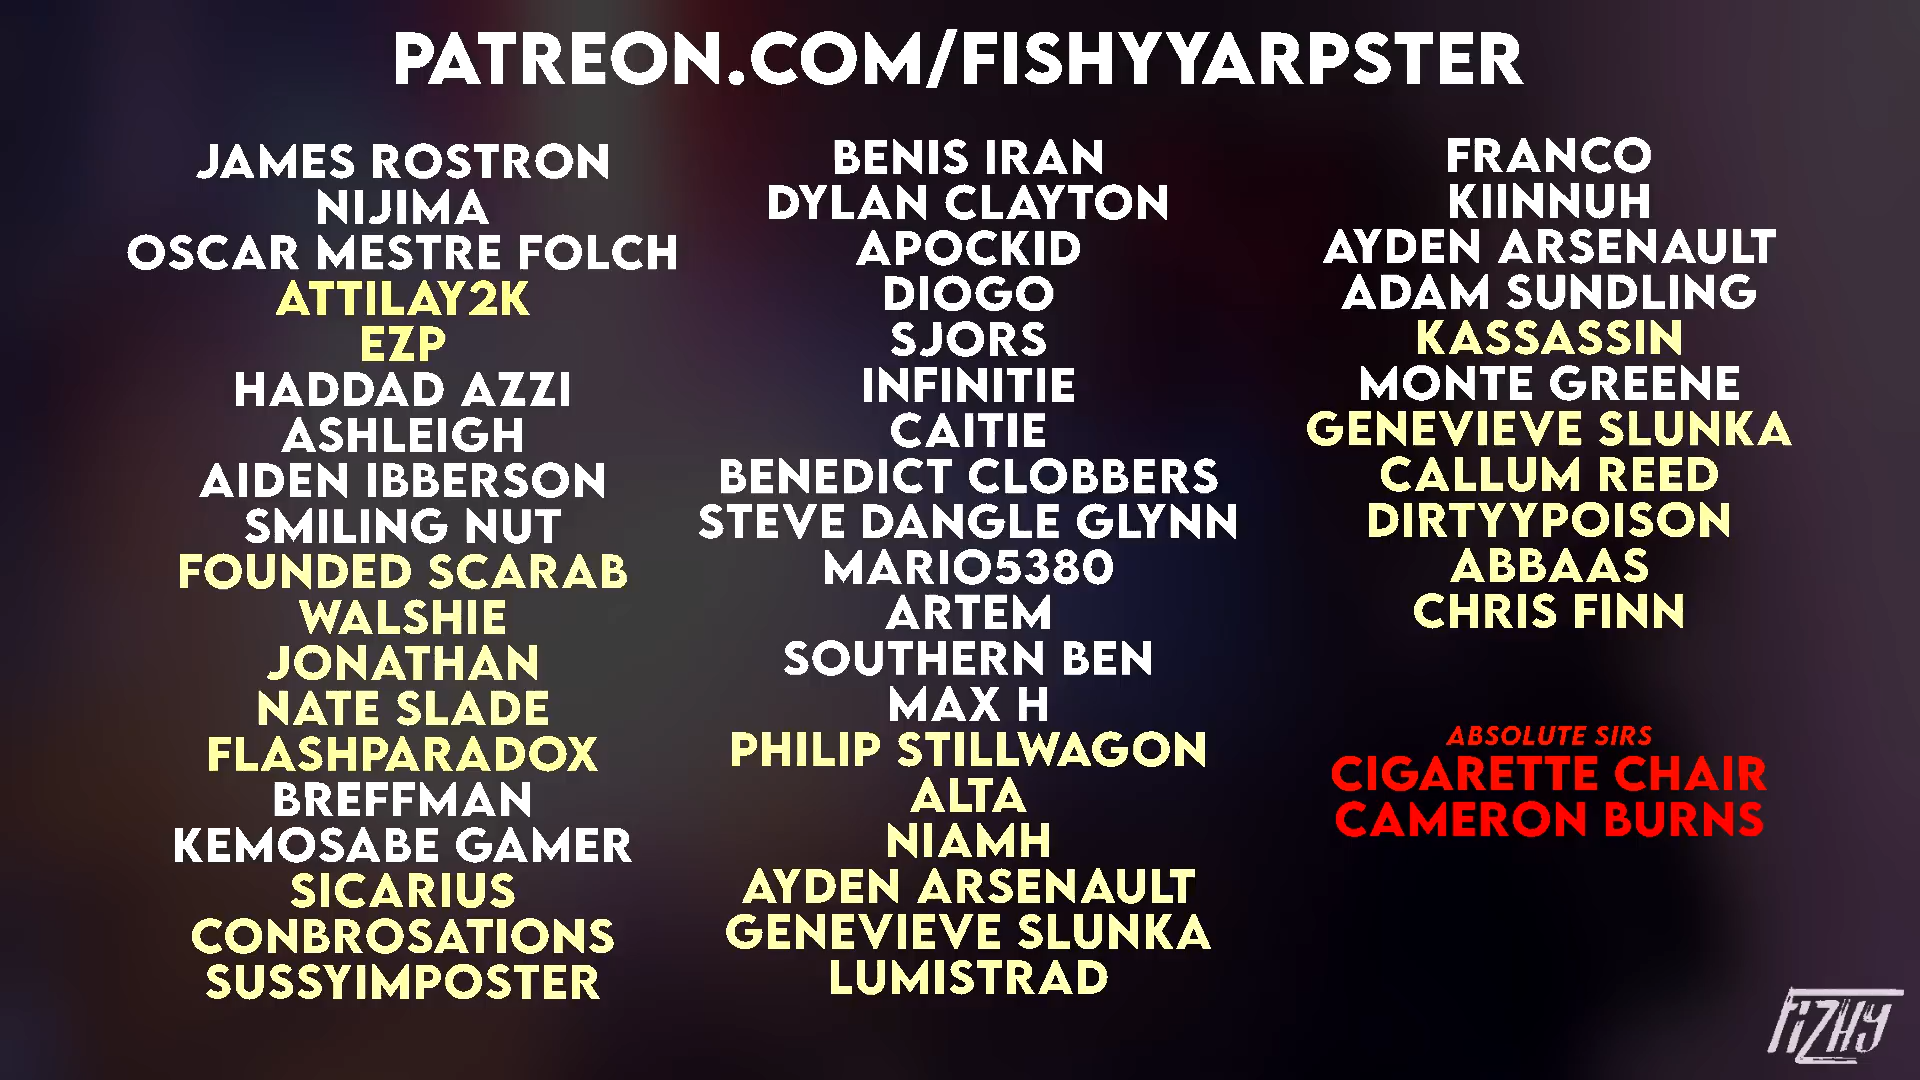 PATREON.COM/FISHYYARPSTER
JAMES ROSTRON
NIJIMA
OSCAR MESTRE FOLCH
ATTILAY2K
EZP
HADDAD AZZI
ASHLEIGH
AIDEN IBBERSON
SMILING NUT
FOUNDED SCARAB
WALSHIE
JONATHAN
NATE SLADE
FLASHPARADOX
BREFFMAN
KEMOSABE GAMER
SICARIUS
CONBROSATIONS
SUSSYIMPOSTER
BENIS IRAN
DYLAN CLAYTON
APOCKID
DIOGO
SJORS
INFINITIE
CAITIE
BENEDICT CLOBBERS
STEVE DANGLE GLYNN
MARIO5380
ARTEM
SOUTHERN BEN
MAX H
PHILIP STILLWAGON
ALTA
NIAMH
AYDEN ARSENAULT
GENEVIEVE SLUNKA
LUMISTRAD
FRANCO
KIINNUH
AYDEN ARSENAULT
ADAM SUNDLING
KASSASSIN
MONTE GREENE
GENEVIEVE SLUNKA
CALLUM REED
DIRTYYPOISON
ABBAAS
CHRIS FINN
ABSOLUTE SIRS
CIGARETTE CHAIR
CAMERON BURNS
FIZHY